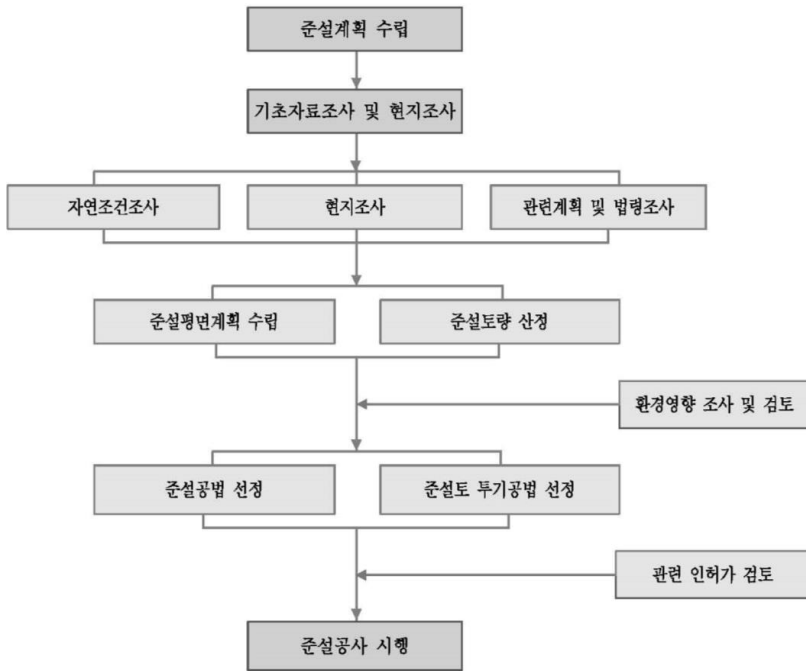 준설계획 수립
기초자료조사 및 현지조사
자연조건조사
현지조사
관련계획 및 법령조사
준설평면계획 수립
준설토량 산정
환경영향 조사 및 검토
준설공법 선정
준설토 투기공법 선정
관련 인허가 검토
준설공사 시행